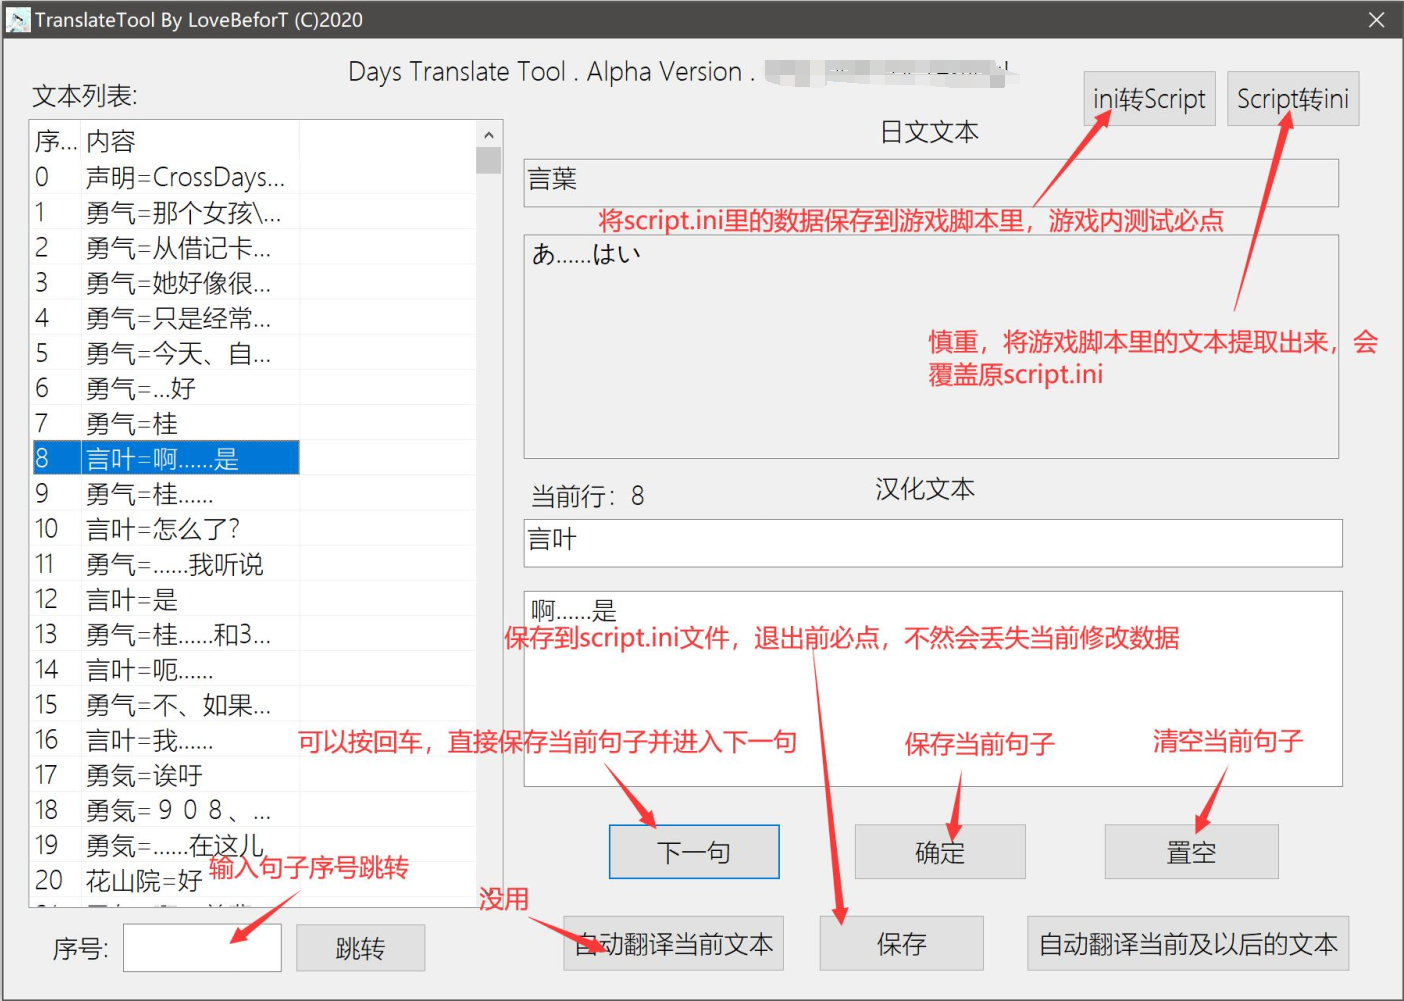 TranslateTool By LoveBeforT (C)2020
Days Translate Tool . Alpha Version .
ini转Script
Script转ini
文本列表:
日文文本
序... 内容
0 声明=CrossDays...
1 勇气=那个女孩\...
2 勇气=从借记卡...
3 勇气=她好像很...
4 勇气=只是经常...
5 勇气=今天、自...
6 勇气=...好
7 勇气=桂
8 言叶=啊......是
9 勇气=桂......
10 言叶=怎么了?
11 勇气=......我听说
12 言叶=是
13 勇气=桂......和3...
14 言叶=呃......
15 勇气=不、如果...
16 言叶=我......
17 勇気=诶吁
18 勇気=９０８、...
19 勇気=......在这儿
20 花山院=好
言葉
将script.ini里的数据保存到游戏脚本里，游戏内测试必点
あ......はい
慎重，将游戏脚本里的文本提取出来，会
覆盖原script.ini
当前行：8
汉化文本
言叶
啊......是
保存到script.ini文件，退出前必点，不然会丢失当前修改数据
可以按回车，直接保存当前句子并进入下一句
保存当前句子
清空当前句子
下一句
确定
置空
输入句子序号跳转
没用
序号:
跳转
自动翻译当前文本
保存
自动翻译当前及以后的文本